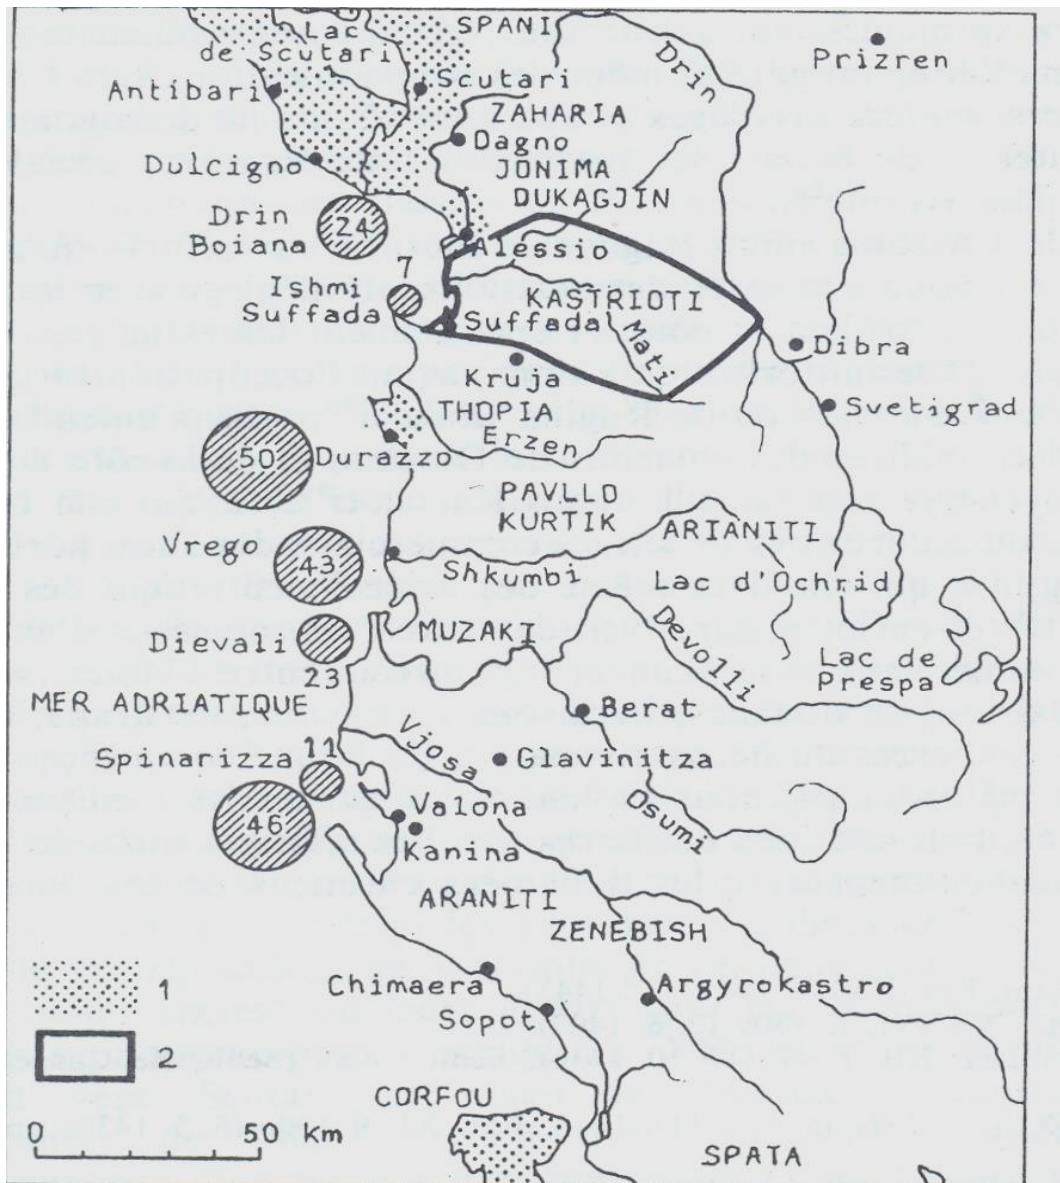 SPANI
Lac
de Scutari
Drin
Prizren
Antibari
Scutari
ZAHARIA
Dagno
Dulcigno
JONIMA
DUKAGJIN
Drin
Boiana
24
Alessio
7
Ishmi
Suffada
KASTRIOTI
Suffada
Mati
Dibra
Kruja
THOPIA
Svetigrad
Erzen
50
Durazzo
PAVLLO
KURTIK
ARIANITI
Vrego
43
Shkumbi
Lac d'Ochrid
MUZAKI
Dievali
Devolli
Lac de
Prespa
23
MER ADRIATIQUE
Berat
11
Vjosa
Spinarizza
Glavinitza
Osumi
Valona
46
Kanina
ARANITI
ZENEBISH
1
Chimaera
Argyrokastro
Sopot
2
CORFOU
0
50 Km
SPATA